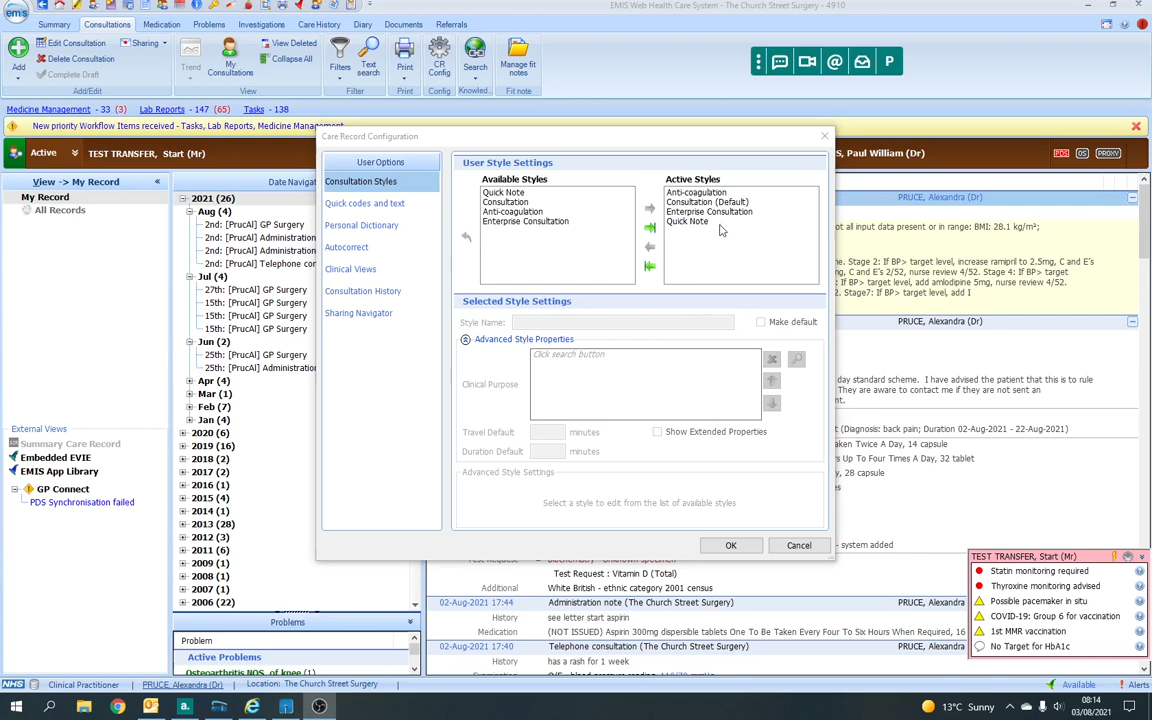 EMIS Web Health Care System - The Church Street Surgery - 4910
emis
Summary
Consultations
Medication
Problems
Investigations
Care History
Diary
Documents
Referrals
Add
Edit Consultation
Delete Consultation
Complete Draft
Sharing
Add/Edit
Trend
My Consultations
View Deleted
Collapse All
View
Filters
Text search
Filter
Print
Print
CR Config
Config
Search
Knowled...
Manage fit notes
Fit note
@
P
Medicine Management - 33 (3) Lab Reports - 147 (65) Tasks - 138
New priority Workflow Items received - Tasks, Lab Reports, Medicine Management
Active TEST TRANSFER, Start (Mr)
S, Paul William (Dr)
PDS OS PROXY
View -> My Record
My Record
All Records
External Views
Summary Care Record
Embedded EVIE
EMIS App Library
GP Connect
PDS Synchronisation failed
Date Navigat
2021 (26)
Aug (4)
2nd: [PrucAl] GP Surgery
2nd: [PrucAl] Administration
2nd: [PrucAl] Telephone con
Jul (4)
27th: [PrucAl] GP Surgery
15th: [PrucAl] GP Surgery
15th: [PrucAl] GP Surgery
15th: [PrucAl] GP Surgery
Jun (2)
25th: [PrucAl] GP Surgery
25th: [PrucAl] Administration
Apr (4)
Mar (1)
Feb (7)
Jan (4)
2020 (6)
2019 (16)
2018 (2)
2017 (2)
2016 (1)
2015 (4)
2014 (1)
2013 (28)
2012 (3)
2011 (6)
2009 (1)
2008 (1)
2007 (1)
2006 (22)
Problems
Problem
Active Problems
Osteoarthritis NOS, of knee (1)
Care Record Configuration
User Options
Consultation Styles
Quick codes and text
Personal Dictionary
Autocorrect
Clinical Views
Consultation History
Sharing Navigator
User Style Settings
Available Styles
Quick Note
Consultation
Anti-coagulation
Enterprise Consultation
Active Styles
Anti-coagulation
Consultation (Default)
Enterprise Consultation
Quick Note
Selected Style Settings
Style Name:
Make default
Advanced Style Properties
Click search button
Clinical Purpose
Travel Default minutes
Show Extended Properties
Duration Default minutes
Advanced Style Settings
Select a style to edit from the list of available styles
OK Cancel
PRUCE, Alexandra (Dr)
ot all input data present or in range: BMI: 28.1 kg/m²;
e. Stage 2: If BP> target level, increase ramipril to 2.5mg, C and E's
C and E's 2/52, nurse review 4/52. Stage 4: If BP> target
g, C and E's 2/52, nurse review 4/52. Stage 6: If BP> target
2/52. Stage7: If BP> target level, add I
PRUCE, Alexandra (Dr)
day standard scheme. I have advised the patient that this is to rule
They are aware to contact me if they are not sent an
nt.
(Diagnosis: back pain; Duration 02-Aug-2021 - 22-Aug-2021)
aken Twice A Day, 14 capsule
s Up To Four Times A Day, 32 tablet
y, 28 capsule
es
- system added
Test Request Biochemistry - Unknown specimen
Test Request : Vitamin D (Total)
Additional White British - ethnic category 2001 census
02-Aug-2021 17:44 Administration note (The Church Street Surgery) PRUCE, Alexandra
History see letter start aspirin
Medication (NOT ISSUED) Aspirin 300mg dispersible tablets One To Be Taken Every Four To Six Hours When Required, 16
02-Aug-2021 17:40 Telephone consultation (The Church Street Surgery) PRUCE, Alexandra
History has a rash for 1 week
TEST TRANSFER, Start (Mr)
Statin monitoring required
Thyroxine monitoring advised
Possible pacemaker in situ
COVID-19: Group 6 for vaccination
1st MMR vaccination
No Target for HbA1c
NHS Clinical Practitioner PRUCE, Alexandra (Dr) Location: The Church Street Surgery Available Alerts
13°C Sunny
08:14
03/08/2021